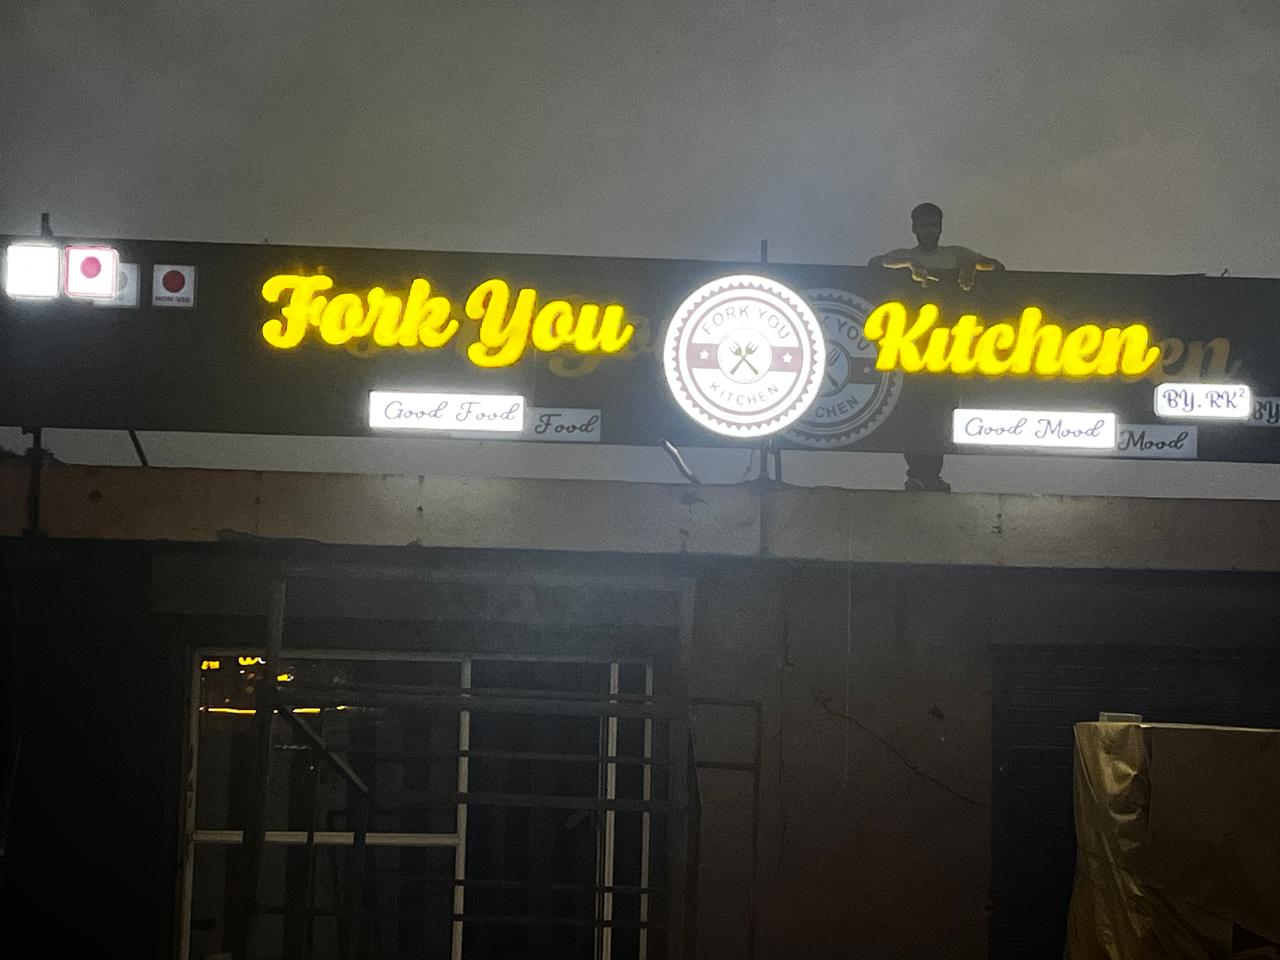 NON-VEG
Fork You
FORK YOU
KITCHEN
Kitchen
Good Food
Food
Good Mood
Mood
BY. RK²